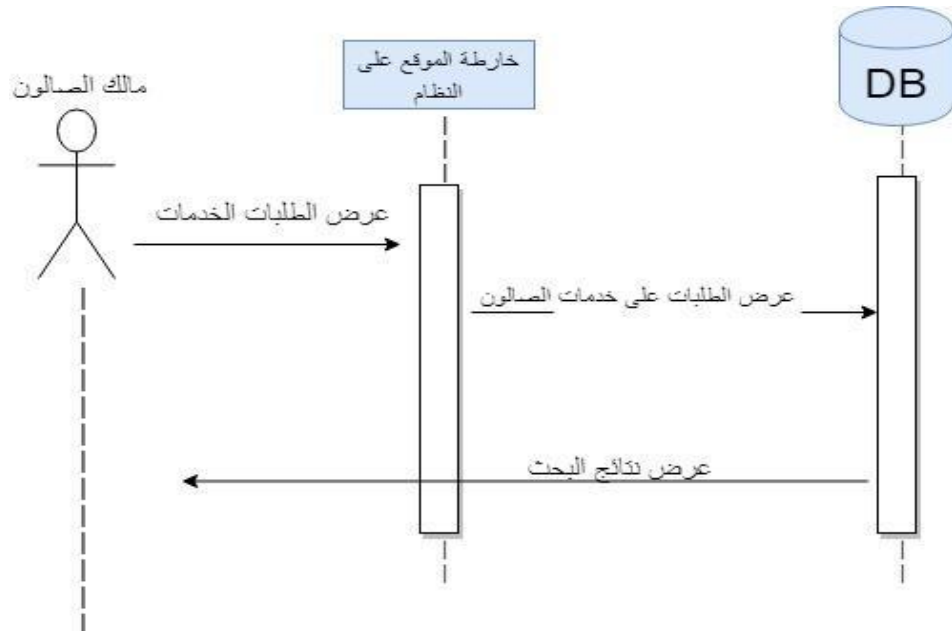 مالك الصالون
خارطة الموقع على
النظام
DB
عرض الطلبات الخدمات
عرض الطلبات على خدمات الصالون
عرض نتائج البحث